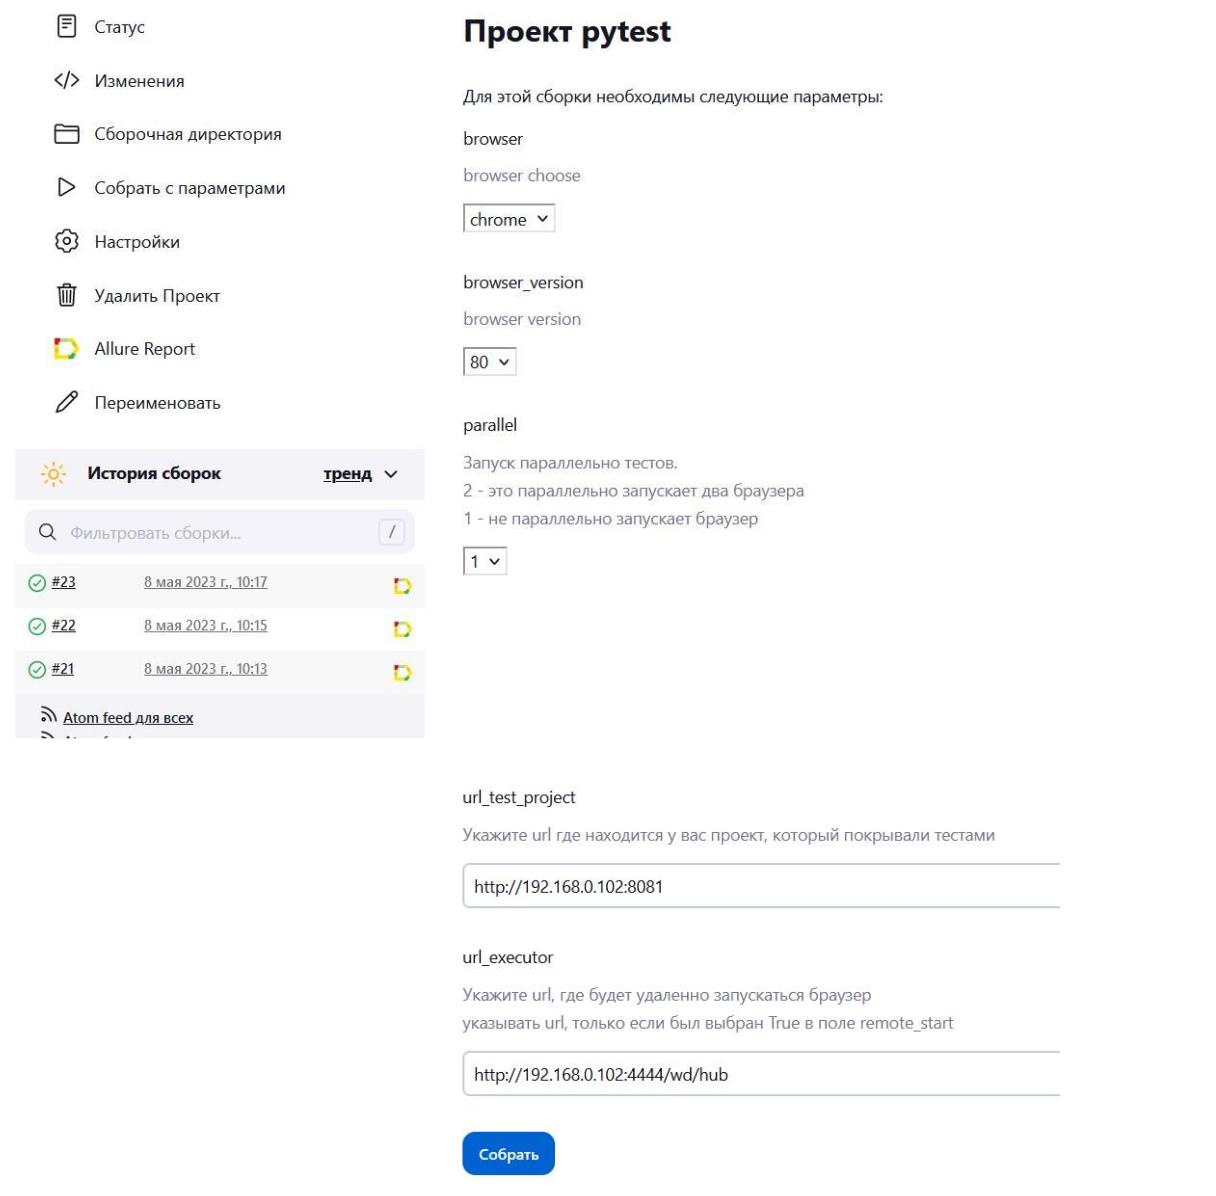 Статус
Изменения
Сборочная директория
Собрать с параметрами
Настройки
Удалить Проект
Allure Report
Переименовать
История сборок тренд
Фильтровать сборки... /
#23 8 мая 2023 г., 10:17
#22 8 мая 2023 г., 10:15
#21 8 мая 2023 г., 10:13
Atom feed для всех
Проект pytest
Для этой сборки необходимы следующие параметры:
browser
browser choose
chrome
browser_version
browser version
80
parallel
Запуск параллельно тестов.
2 - это параллельно запускает два браузера
1 - не параллельно запускает браузер
1
url_test_project
Укажите url где находится у вас проект, который покрывали тестами
http://192.168.0.102:8081
url_executor
Укажите url, где будет удаленно запускаться браузер
указывать url, только если был выбран True в поле remote_start
http://192.168.0.102:4444/wd/hub
Собрать